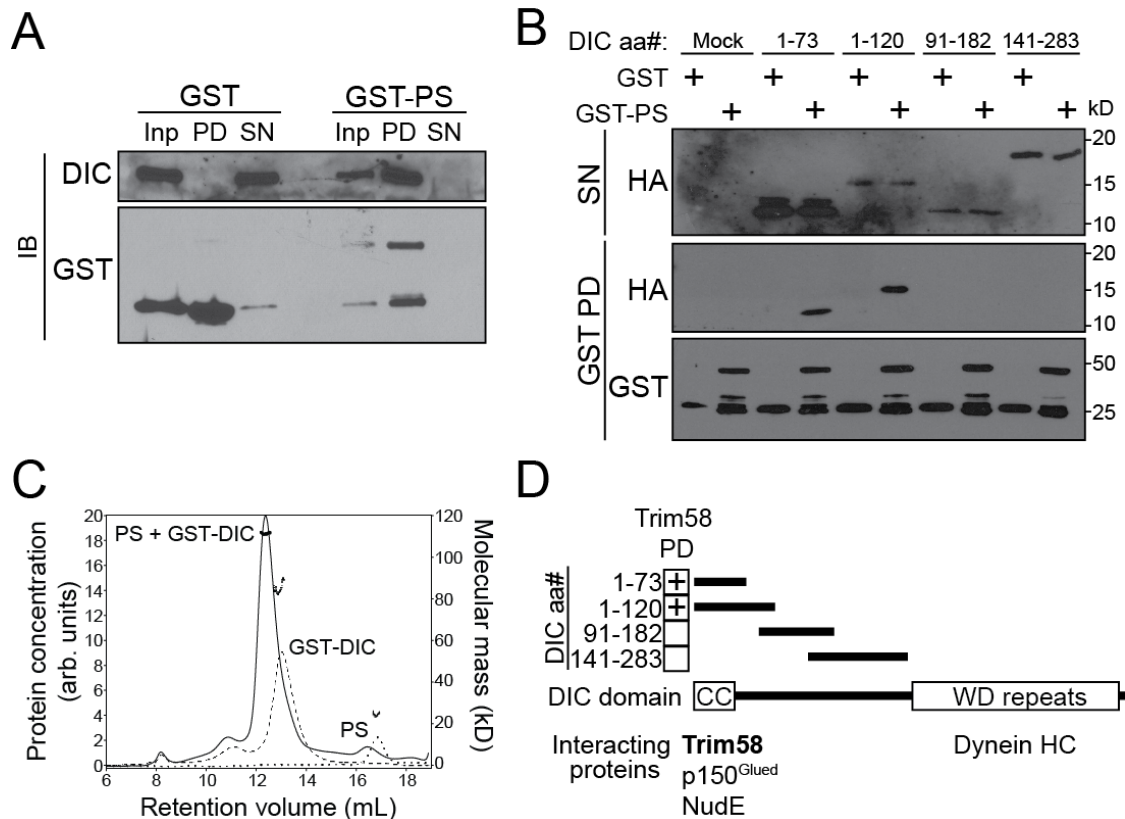 A
GST GST-PS
Inp PD SN Inp PD SN
IB
DIC
GST
B
DIC aa#: Mock 1-73 1-120 91-182 141-283
GST + + + + +
GST-PS + + + + + kD
SN
HA
20
15
10
GST PD
HA
20
15
10
GST
50
25
C
Protein concentration
(arb. units)
20
18
16
14
12
10
8
6
4
2
0
PS + GST-DIC
GST-DIC
PS
120
100
80
60
40
20
0
Molecular mass (kD)
6 8 10 12 14 16 18
Retention volume (mL)
D
Trim58
PD
DIC aa#
1-73 +
1-120 +
91-182
141-283
DIC domain CC WD repeats
Interacting proteins
Trim58
p150Glued
NudE
Dynein HC